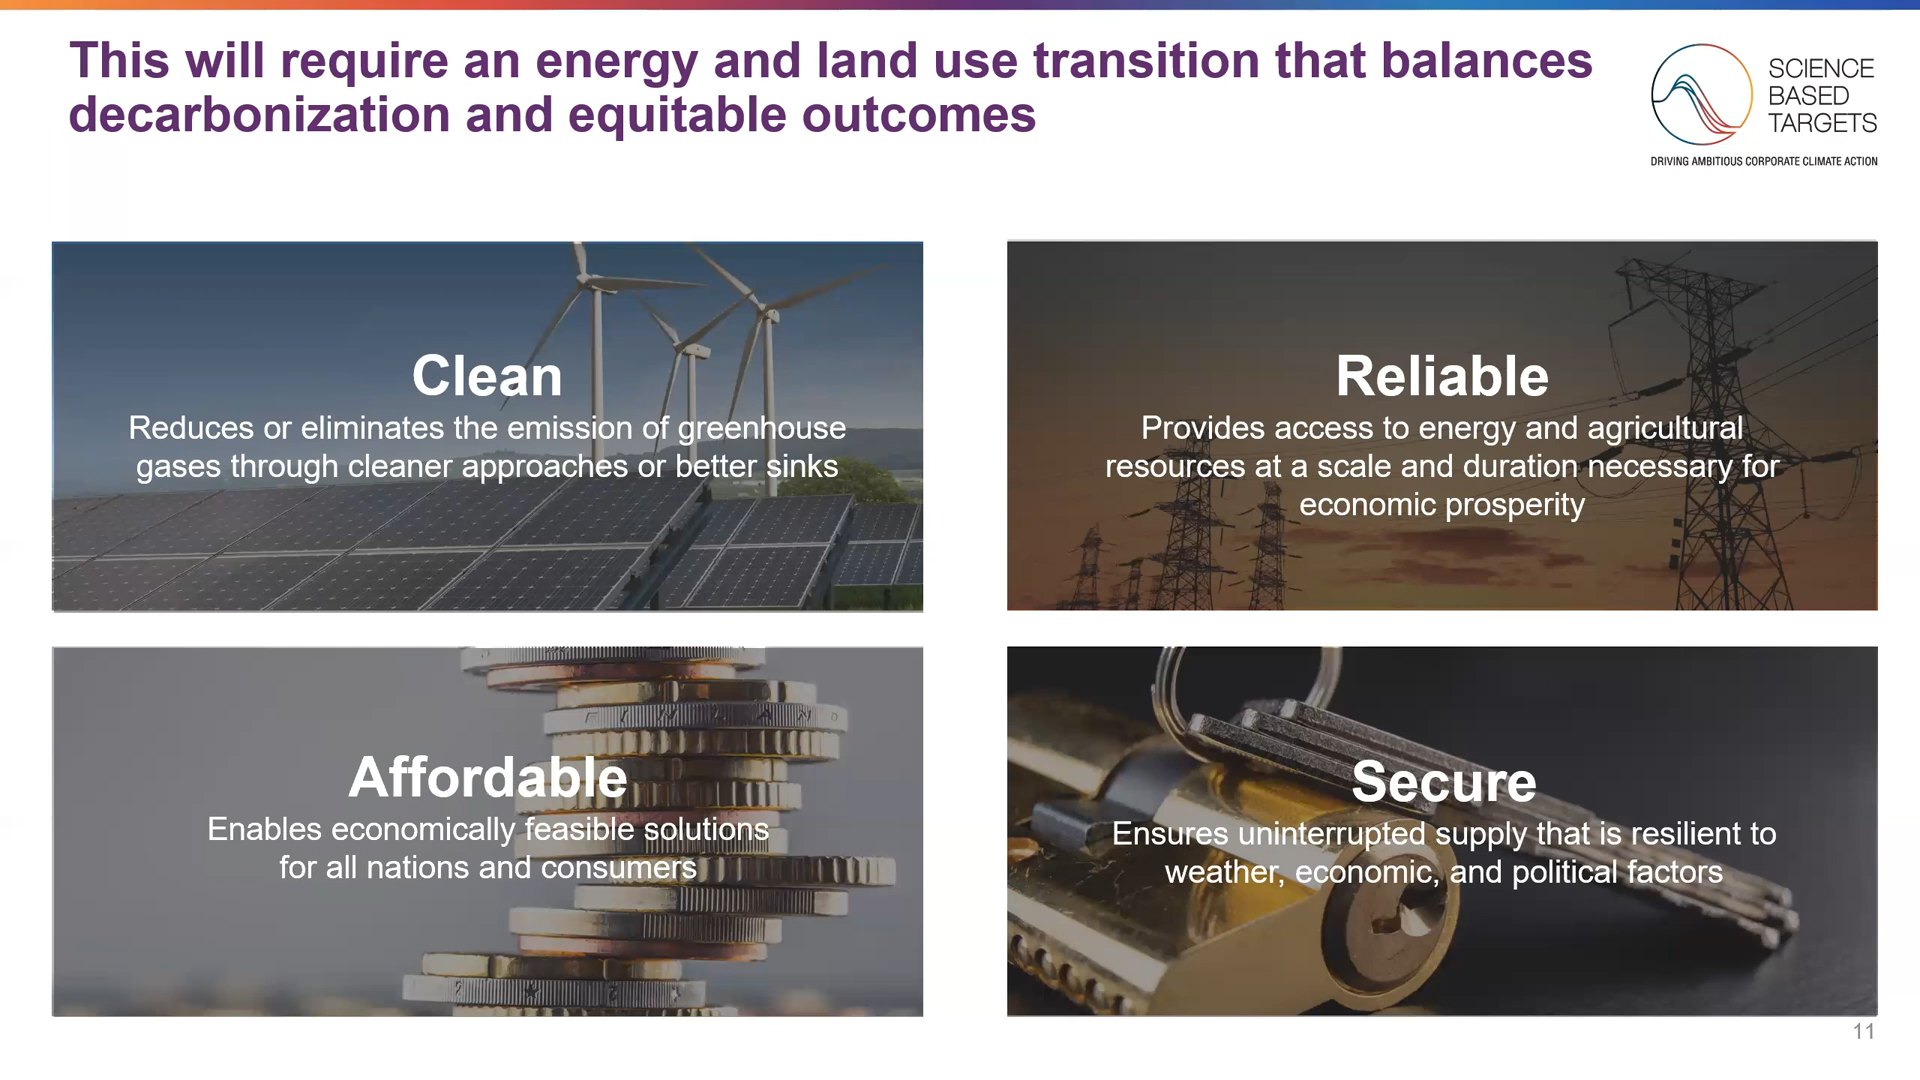 This will require an energy and land use transition that balances
decarbonization and equitable outcomes
SCIENCE
BASED
TARGETS
DRIVING AMBITIOUS CORPORATE CLIMATE ACTION
Clean
Reduces or eliminates the emission of greenhouse
gases through cleaner approaches or better sinks
Reliable
Provides access to energy and agricultural
resources at a scale and duration necessary for
economic prosperity
Affordable
Enables economically feasible solutions
for all nations and consumers
FINLAND
Secure
Ensures uninterrupted supply that is resilient to
weather, economic, and political factors
11